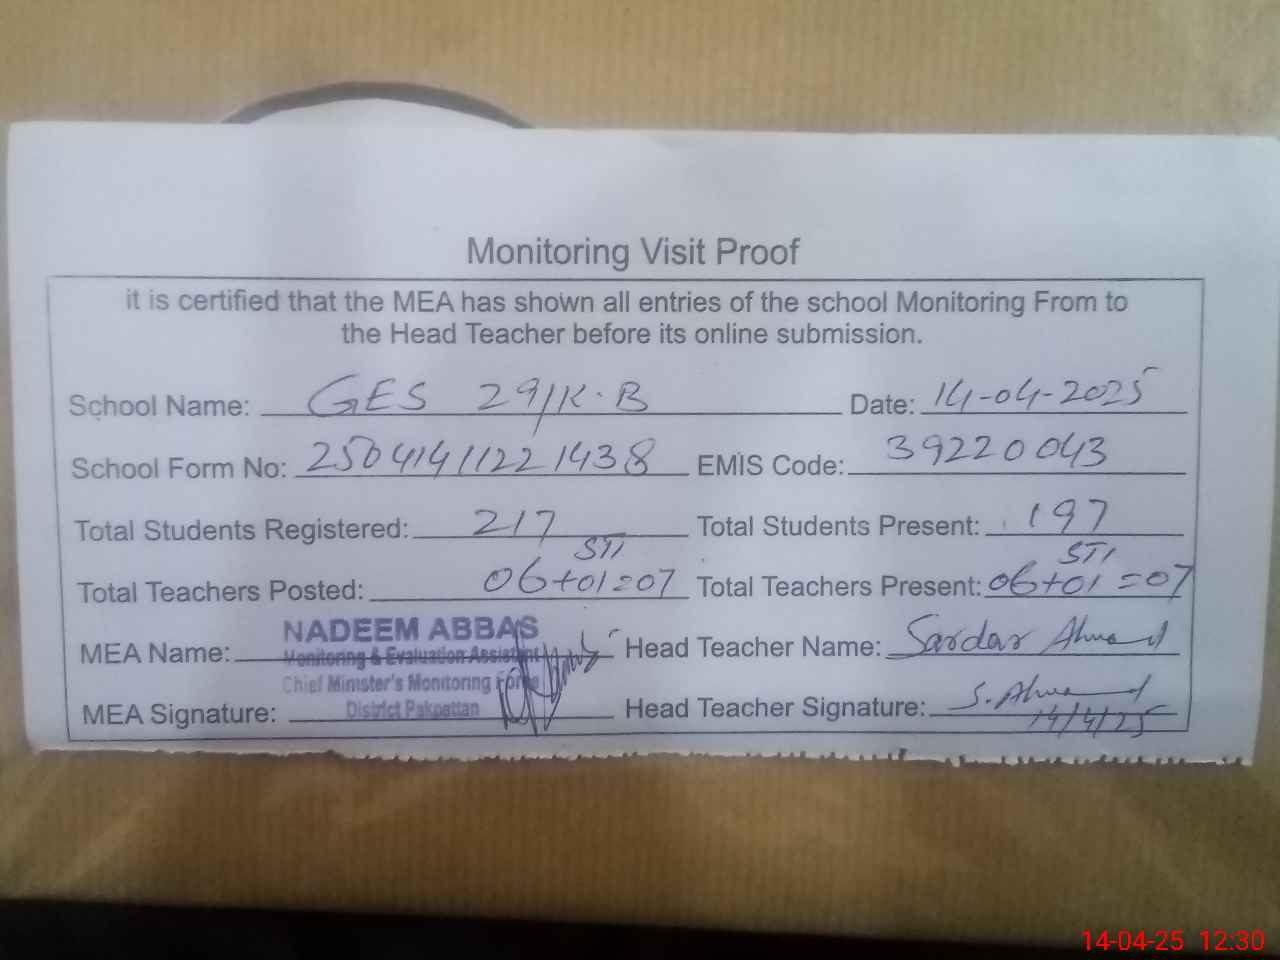 Monitoring Visit Proof
it is certified that the MEA has shown all entries of the school Monitoring From to
the Head Teacher before its online submission.
School Name: GES 29/K.B Date: 14-04-2025
School Form No: 25041411221438 EMIS Code: 39220043
Total Students Registered: 217 Total Students Present: 197
STI STI
Total Teachers Posted: 06+01=07 Total Teachers Present: 06+01=07
NADEEM ABBAS
MEA Name: Monitoring & Evaluation Assistant Head Teacher Name: Sardar Ahmad
Chief Minister's Monitoring Force
MEA Signature: District Pakpattan Head Teacher Signature: S. Ahmad
14/4/25
14-04-25 12:30